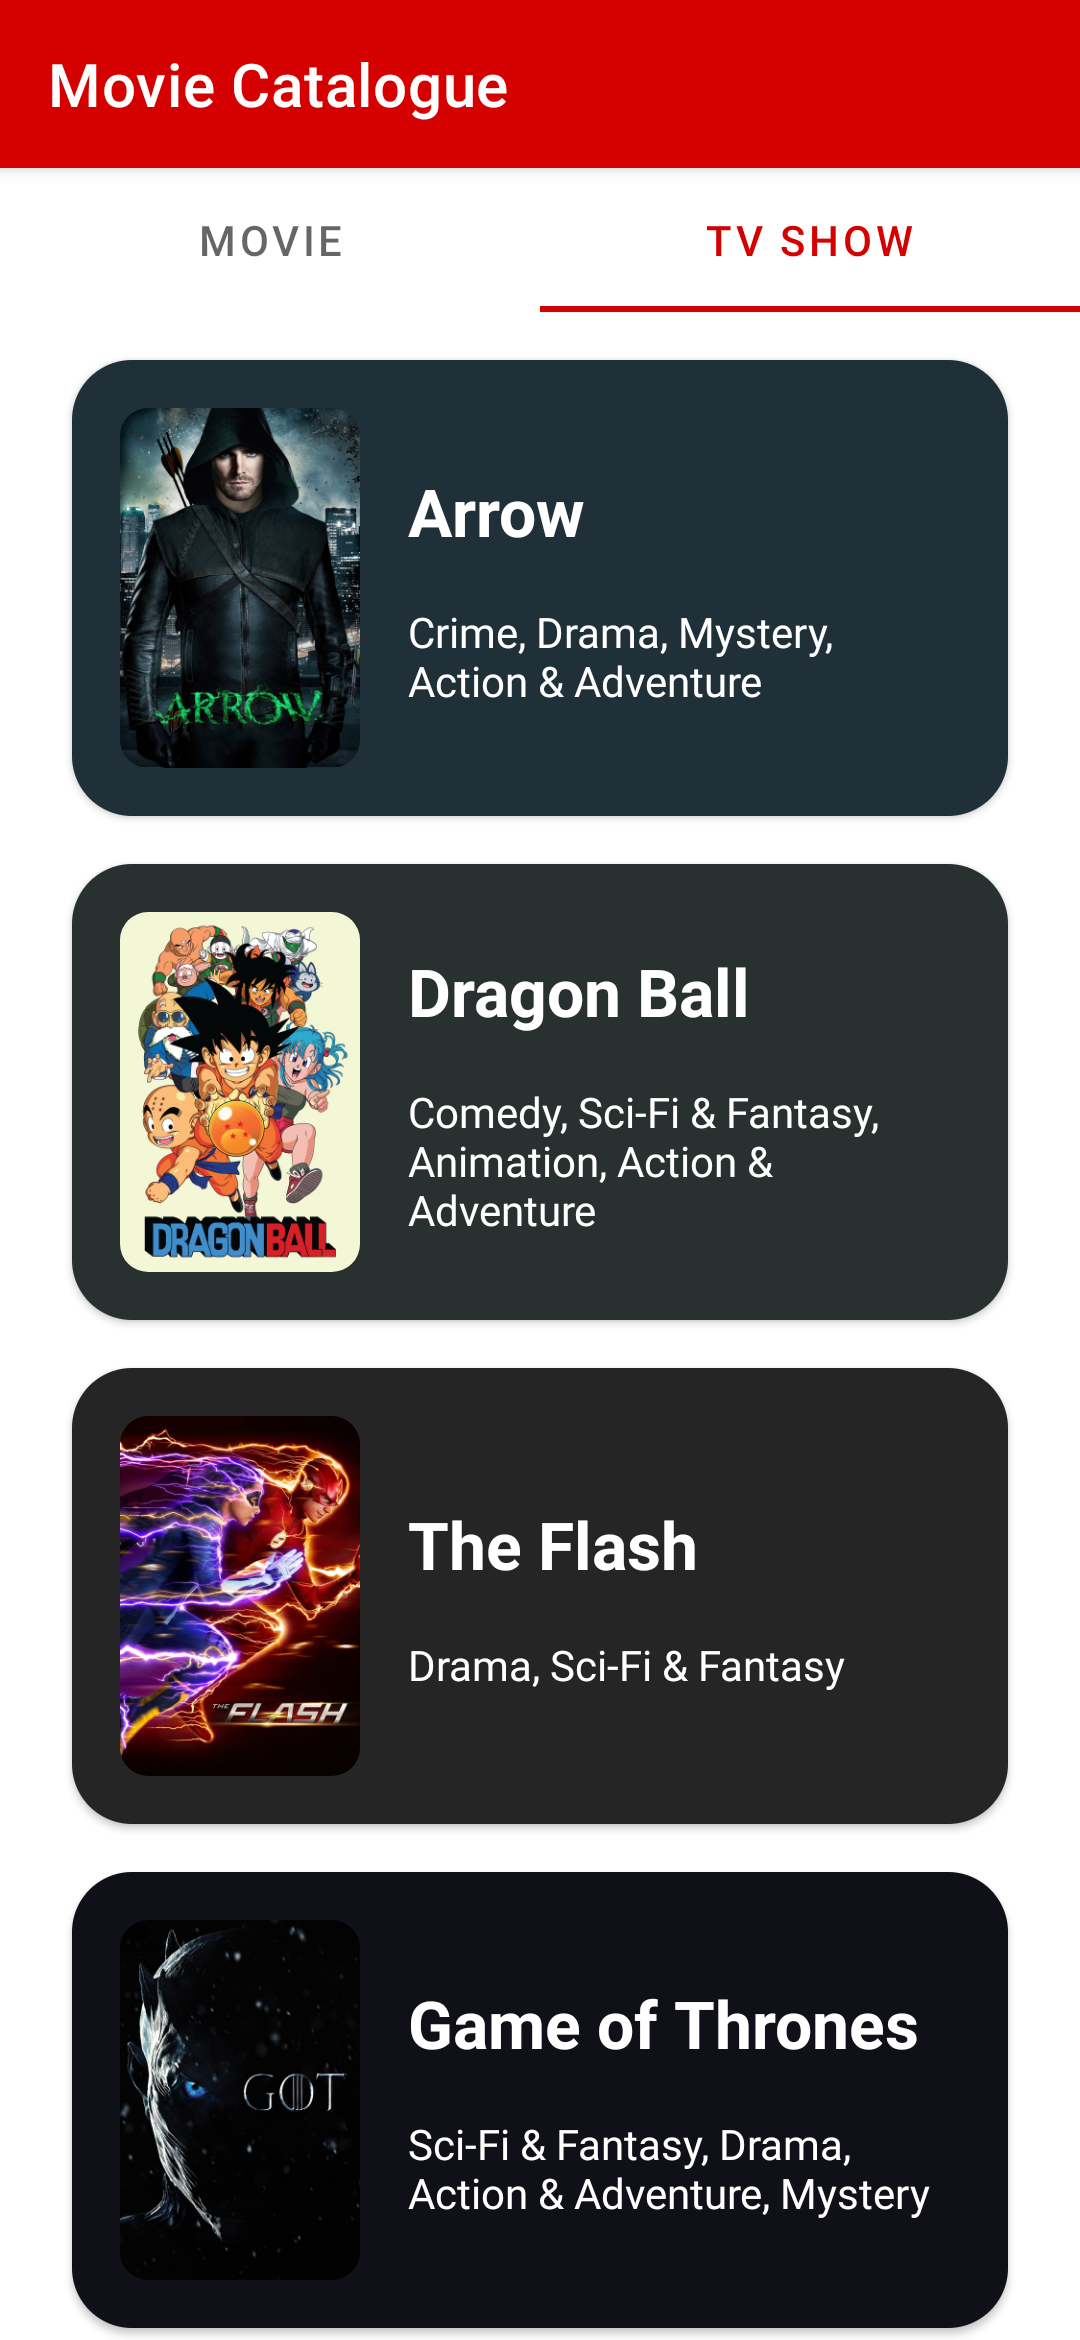 Movie Catalogue
MOVIE
TV SHOW
ARROW
Arrow
Crime, Drama, Mystery,
Action & Adventure
DRAGONBALL
Dragon Ball
Comedy, Sci-Fi & Fantasy,
Animation, Action &
Adventure
THE FLASH
The Flash
Drama, Sci-Fi & Fantasy
GOT
Game of Thrones
Sci-Fi & Fantasy, Drama,
Action & Adventure, Mystery